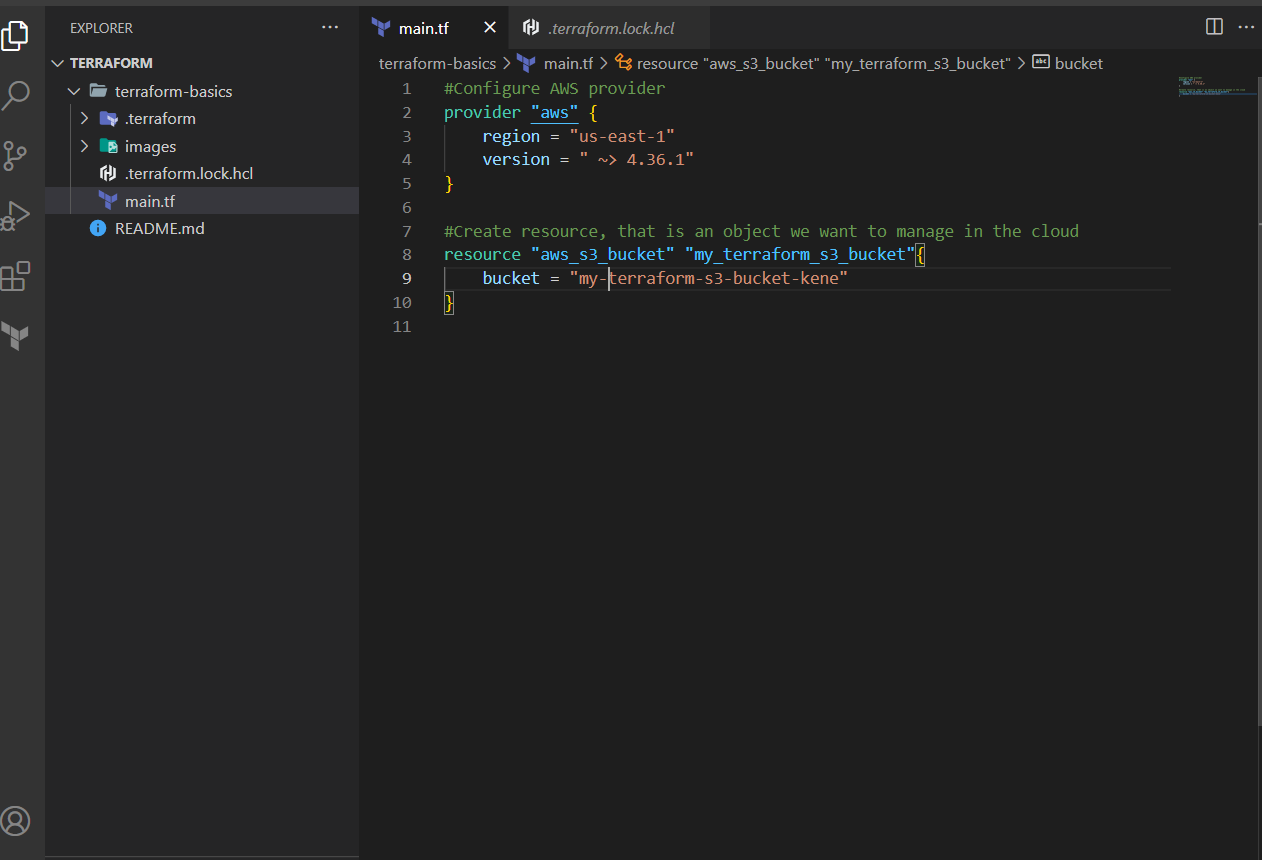 EXPLORER
TERRAFORM
terraform-basics
.terraform
images
.terraform.lock.hcl
main.tf
README.md
main.tf
.terraform.lock.hcl
terraform-basics > main.tf > resource "aws_s3_bucket" "my_terraform_s3_bucket" > abc bucket
1 #Configure AWS provider
2 provider "aws" {
3 region = "us-east-1"
4 version = " ~> 4.36.1"
5 }
6
7 #Create resource, that is an object we want to manage in the cloud
8 resource "aws_s3_bucket" "my_terraform_s3_bucket"{
9 bucket = "my-terraform-s3-bucket-kene"
10 }
11